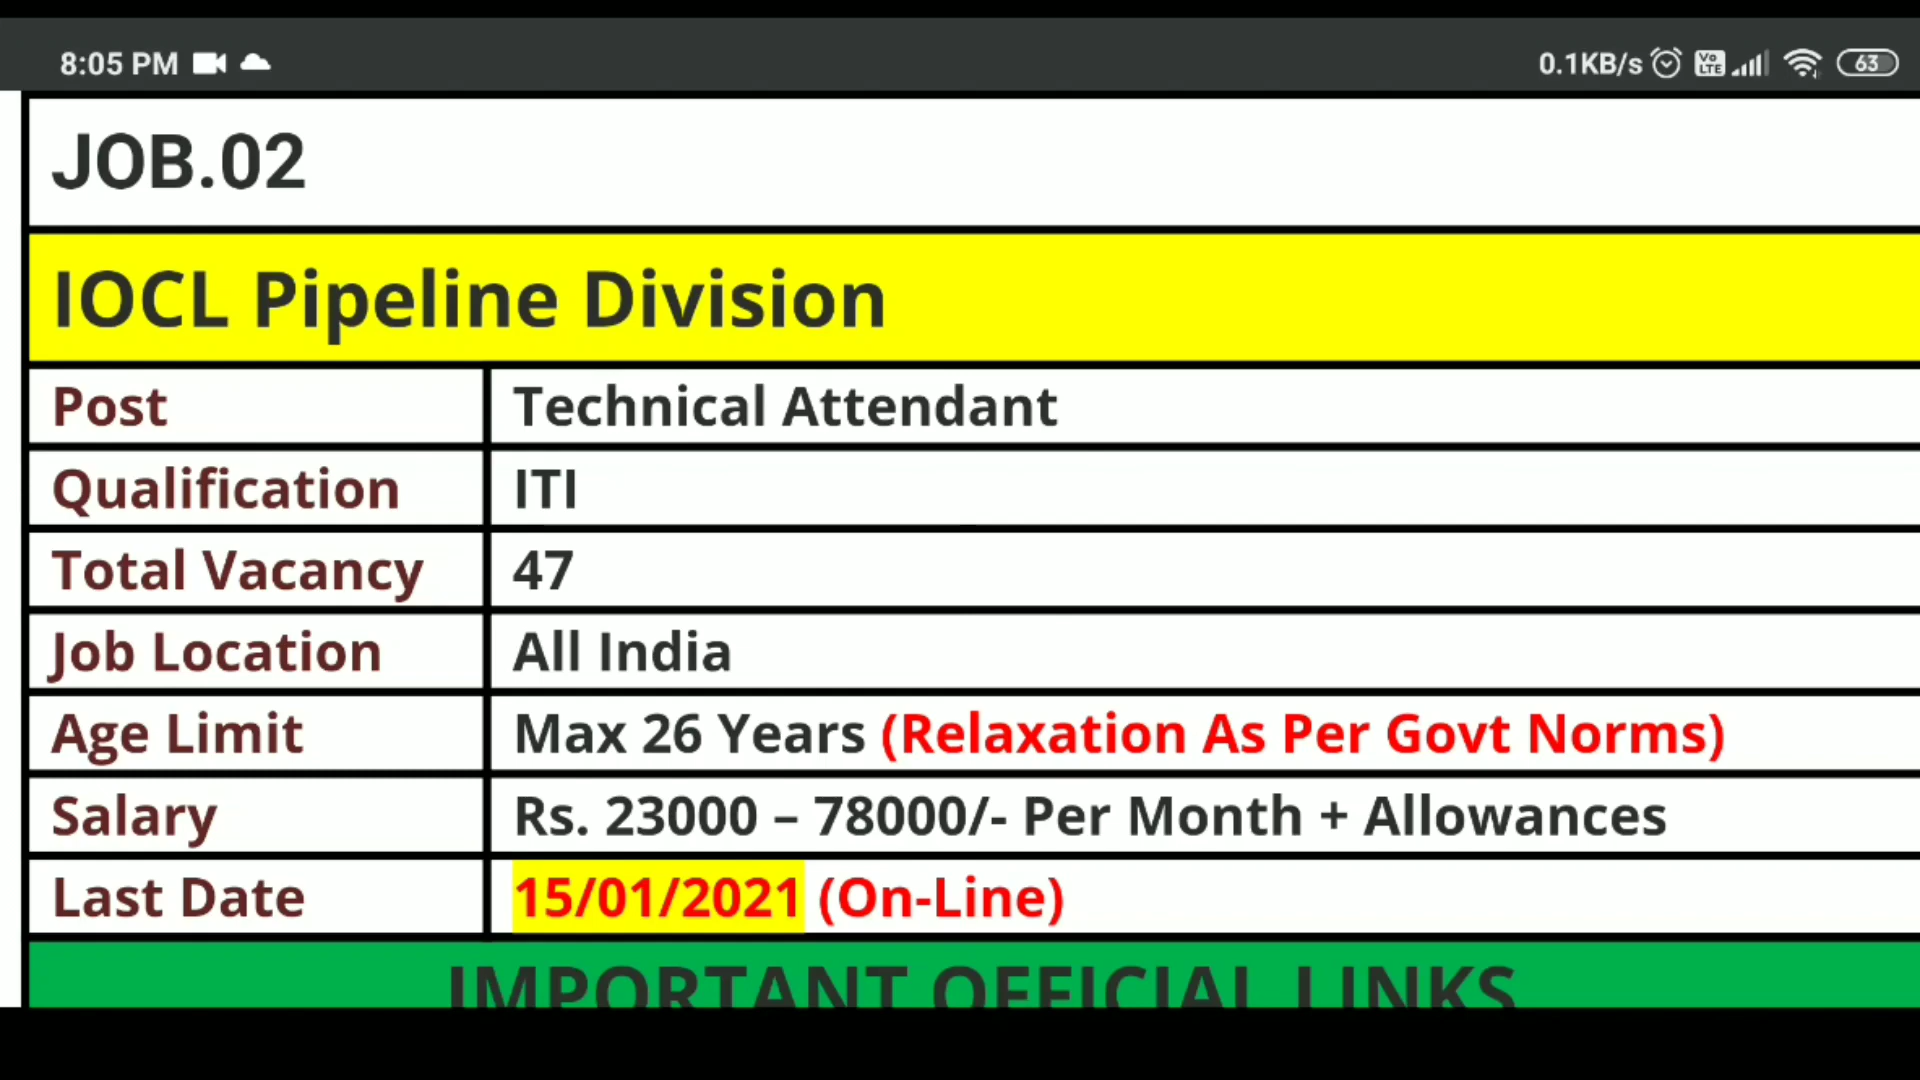 8:05 PM 0.1KB/s Vo LTE 63
JOB.02
IOCL Pipeline Division
Post Technical Attendant
Qualification ITI
Total Vacancy 47
Job Location All India
Age Limit Max 26 Years (Relaxation As Per Govt Norms)
Salary Rs. 23000 – 78000/- Per Month + Allowances
Last Date 15/01/2021 (On-Line)
IMPORTANT OFFICIAL LINKS